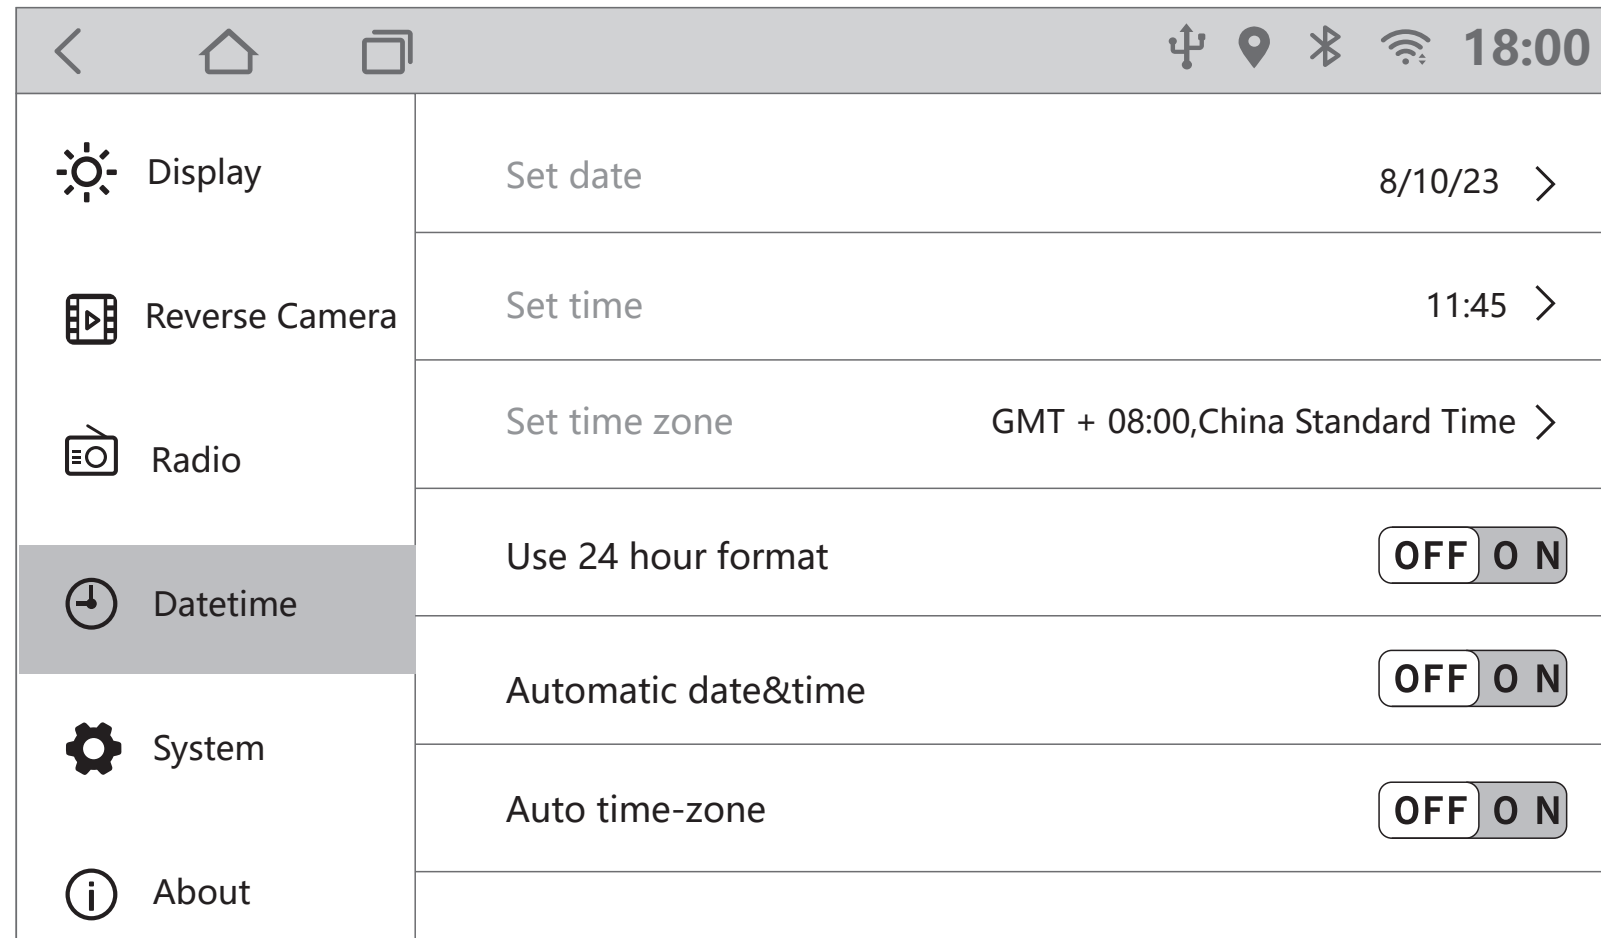 18:00
Display
Set date 8/10/23
Reverse Camera
Set time 11:45
Set time zone GMT + 08:00,China Standard Time
Radio
Use 24 hour format OFF O N
Datetime
Automatic date&time OFF O N
System
Auto time-zone OFF O N
About